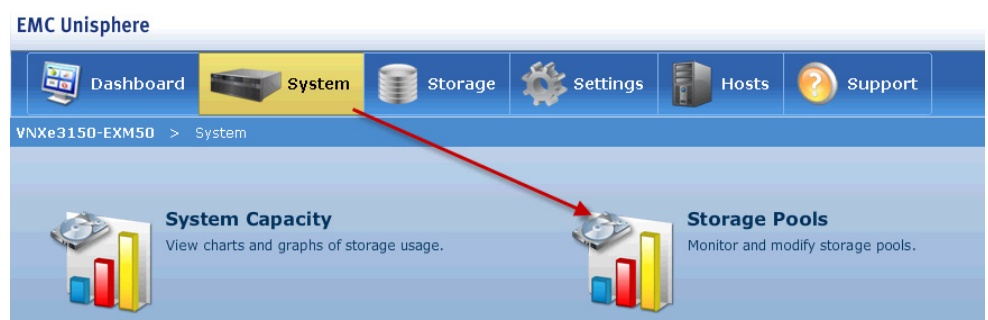 EMC Unisphere
Dashboard System Storage Settings Hosts Support
VNXe3150-EXM50 > System
System Capacity
View charts and graphs of storage usage.
Storage Pools
Monitor and modify storage pools.